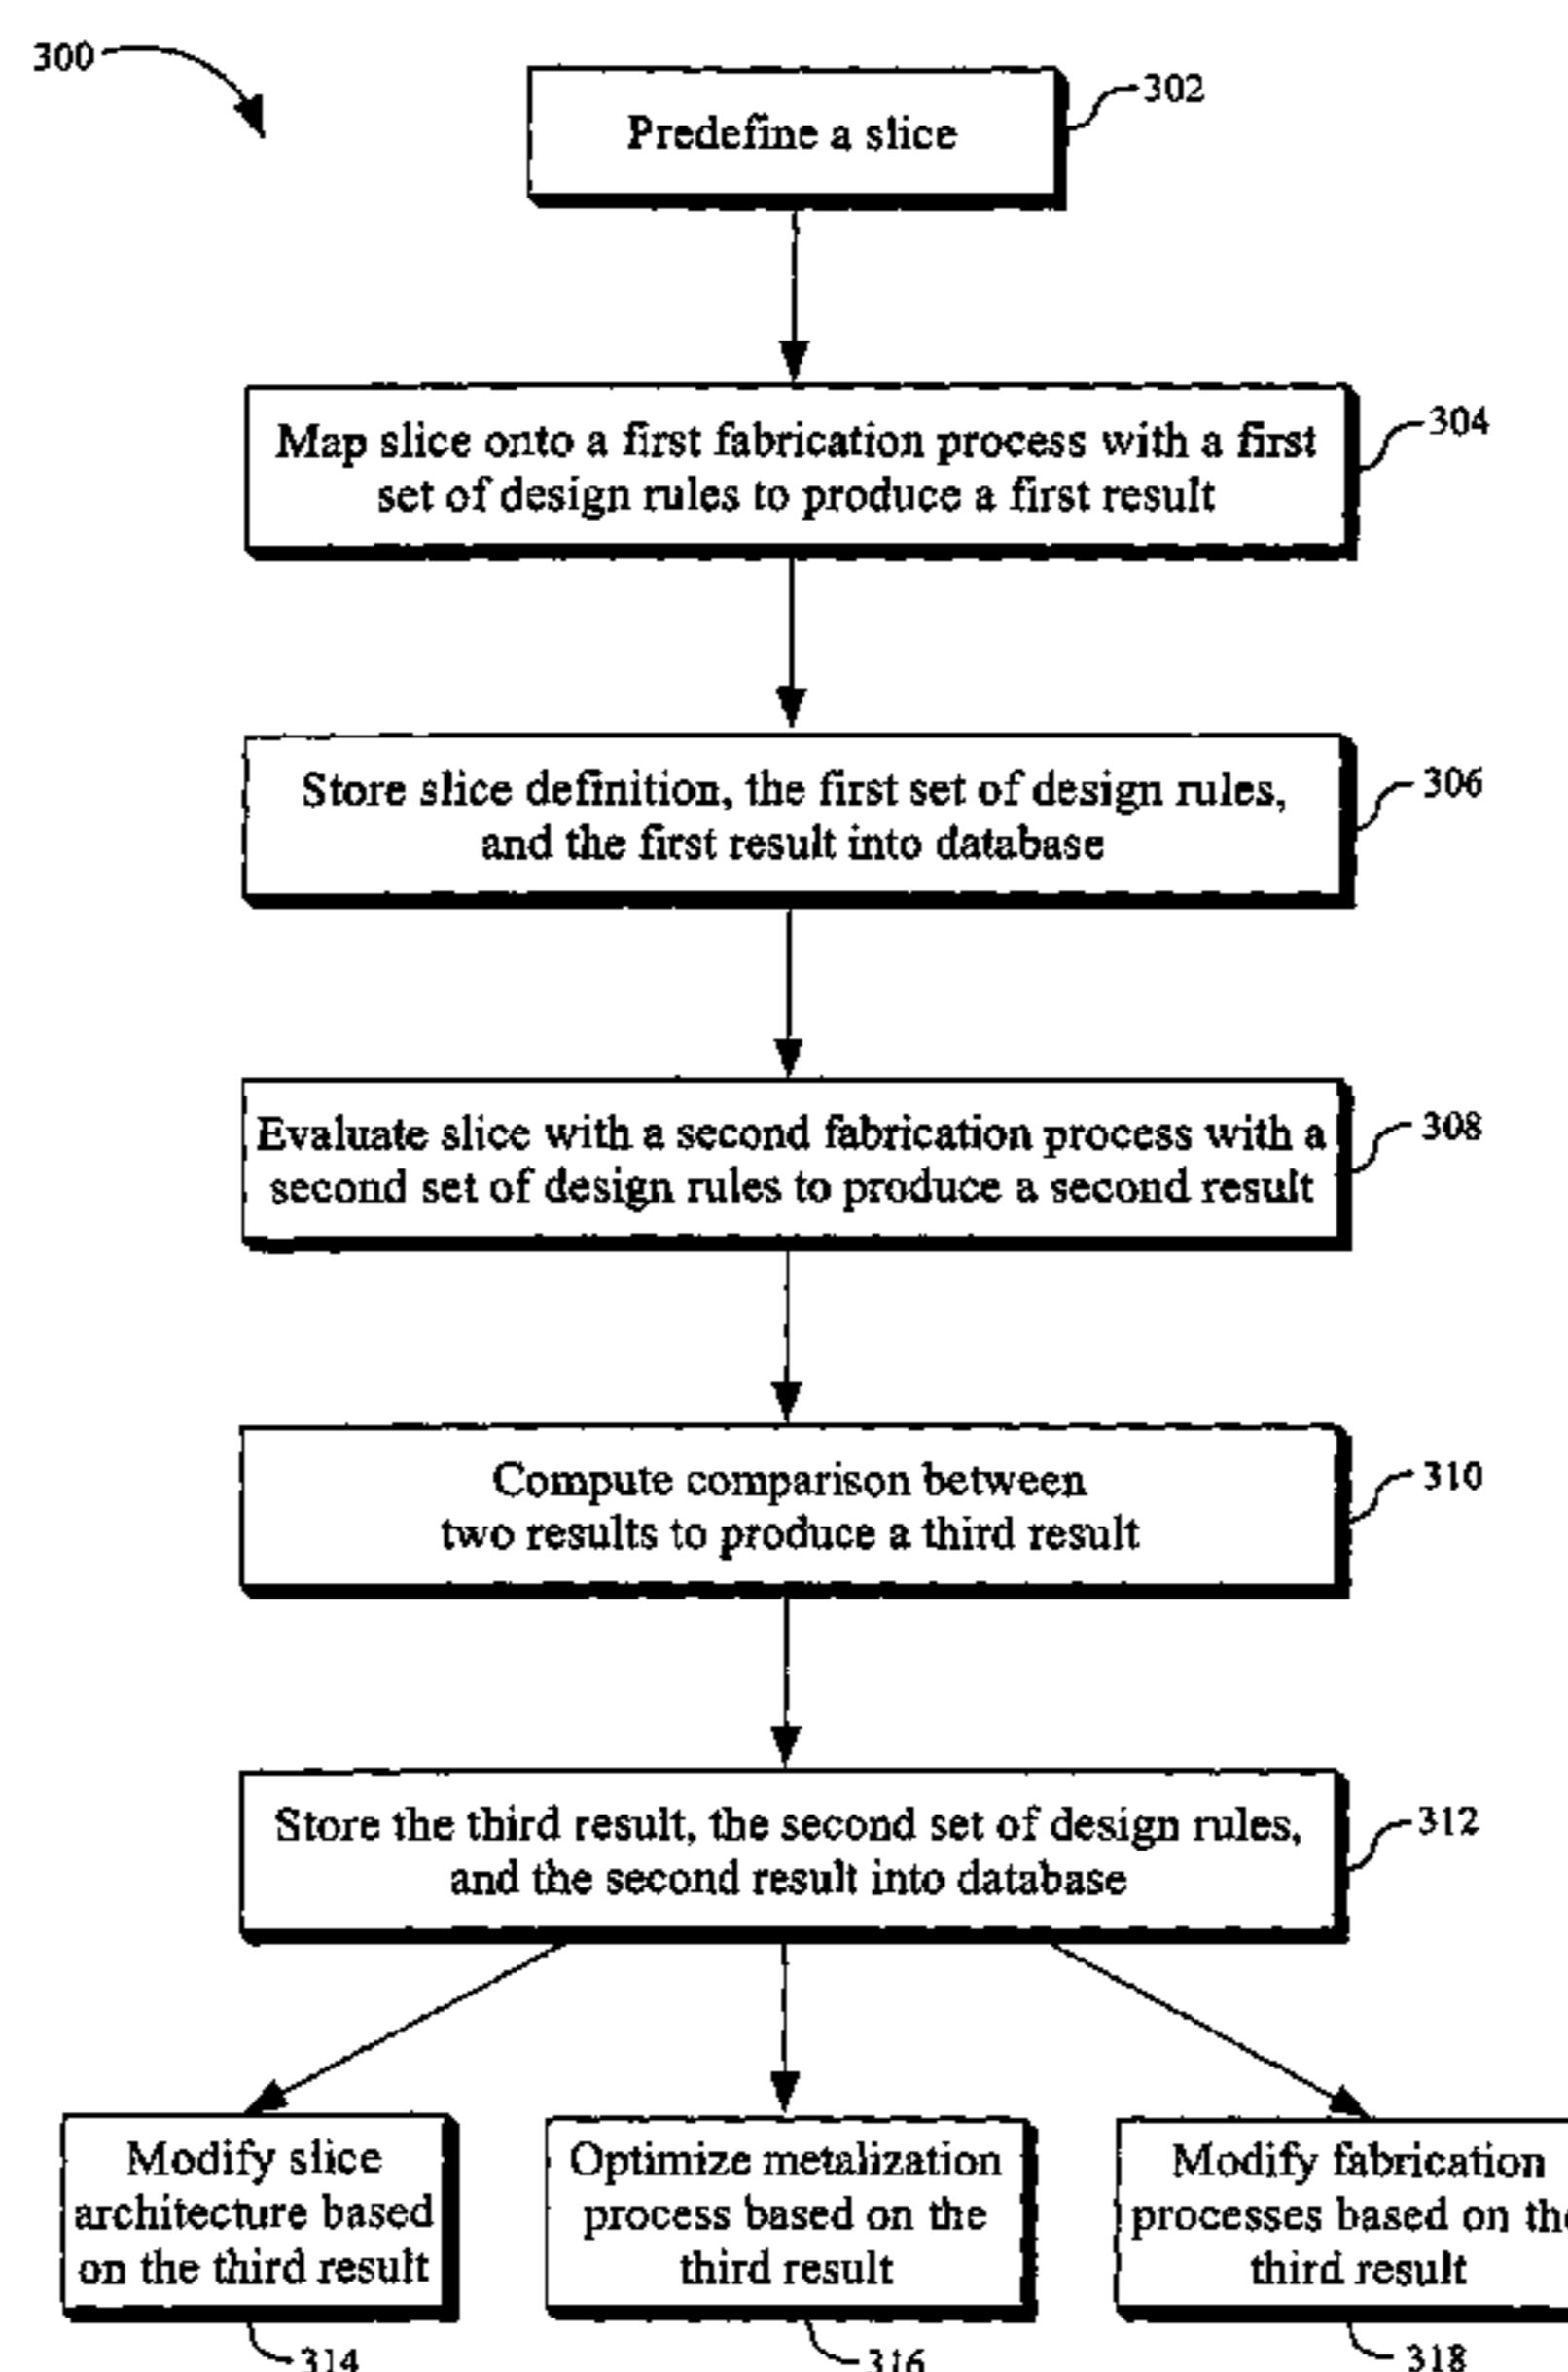 300
302
Predefine a slice
304
Map slice onto a first fabrication process with a first
set of design rules to produce a first result
306
Store slice definition, the first set of design rules,
and the first result into database
308
Evaluate slice with a second fabrication process with a
second set of design rules to produce a second result
310
Compute comparison between
two results to produce a third result
312
Store the third result, the second set of design rules,
and the second result into database
Modify slice
architecture based
on the third result
314
Optimize metalization
process based on the
third result
316
Modify fabrication
processes based on the
third result
318